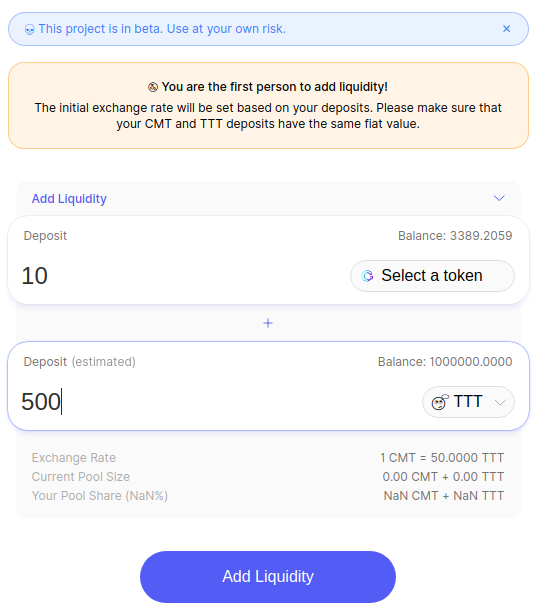 This project is in beta. Use at your own risk.
You are the first person to add liquidity!
The initial exchange rate will be set based on your deposits. Please make sure that
your CMT and TTT deposits have the same fiat value.
Add Liquidity
Deposit Balance: 3389.2059
10 Select a token
+
Deposit (estimated) Balance: 1000000.0000
500 TTT
Exchange Rate 1 CMT = 50.0000 TTT
Current Pool Size 0.00 CMT + 0.00 TTT
Your Pool Share (NaN%) NaN CMT + NaN TTT
Add Liquidity